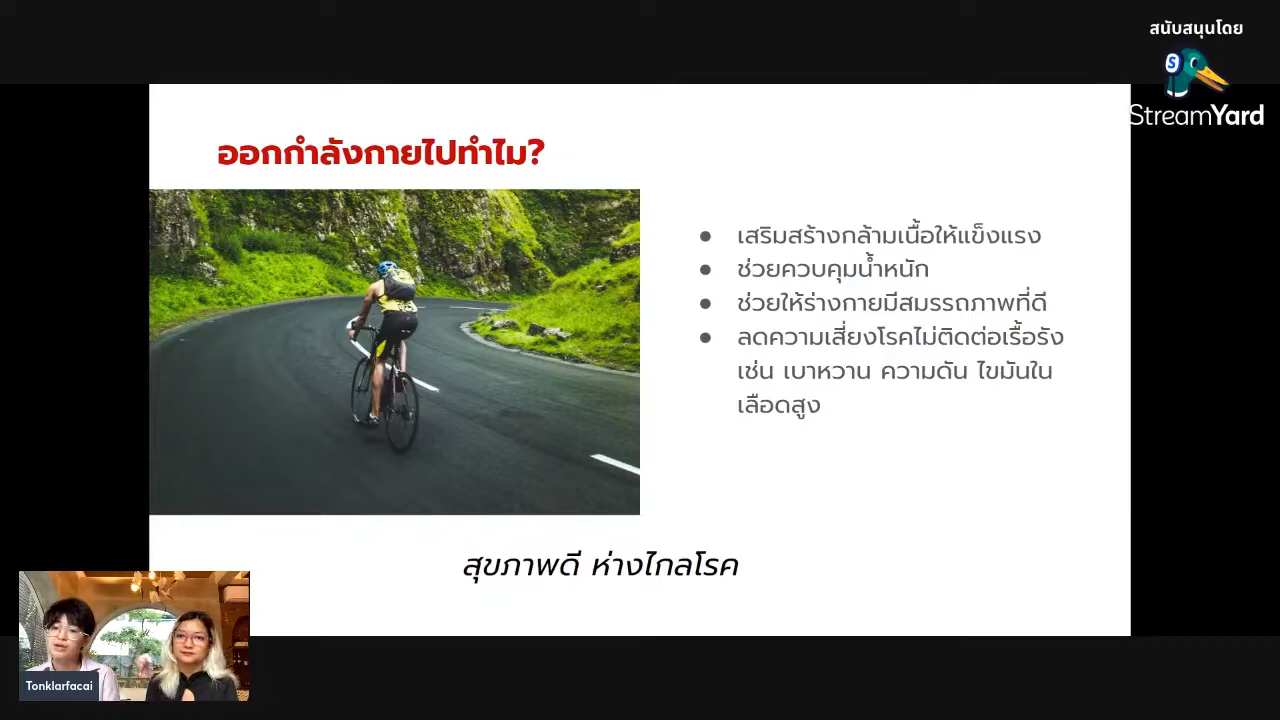 สนับสนุนโดย
S
StreamYard
ออกกำลังกายไปทำไม?
● เสริมสร้างกล้ามเนื้อให้แข็งแรง
● ช่วยควบคุมน้ำหนัก
● ช่วยให้ร่างกายมีสมรรถภาพที่ดี
● ลดความเสี่ยงโรคไม่ติดต่อเรื้อรัง
เช่น เบาหวาน ความดัน ไขมันใน
เลือดสูง
สุขภาพดี ห่างไกลโรค
Tonklarfacai